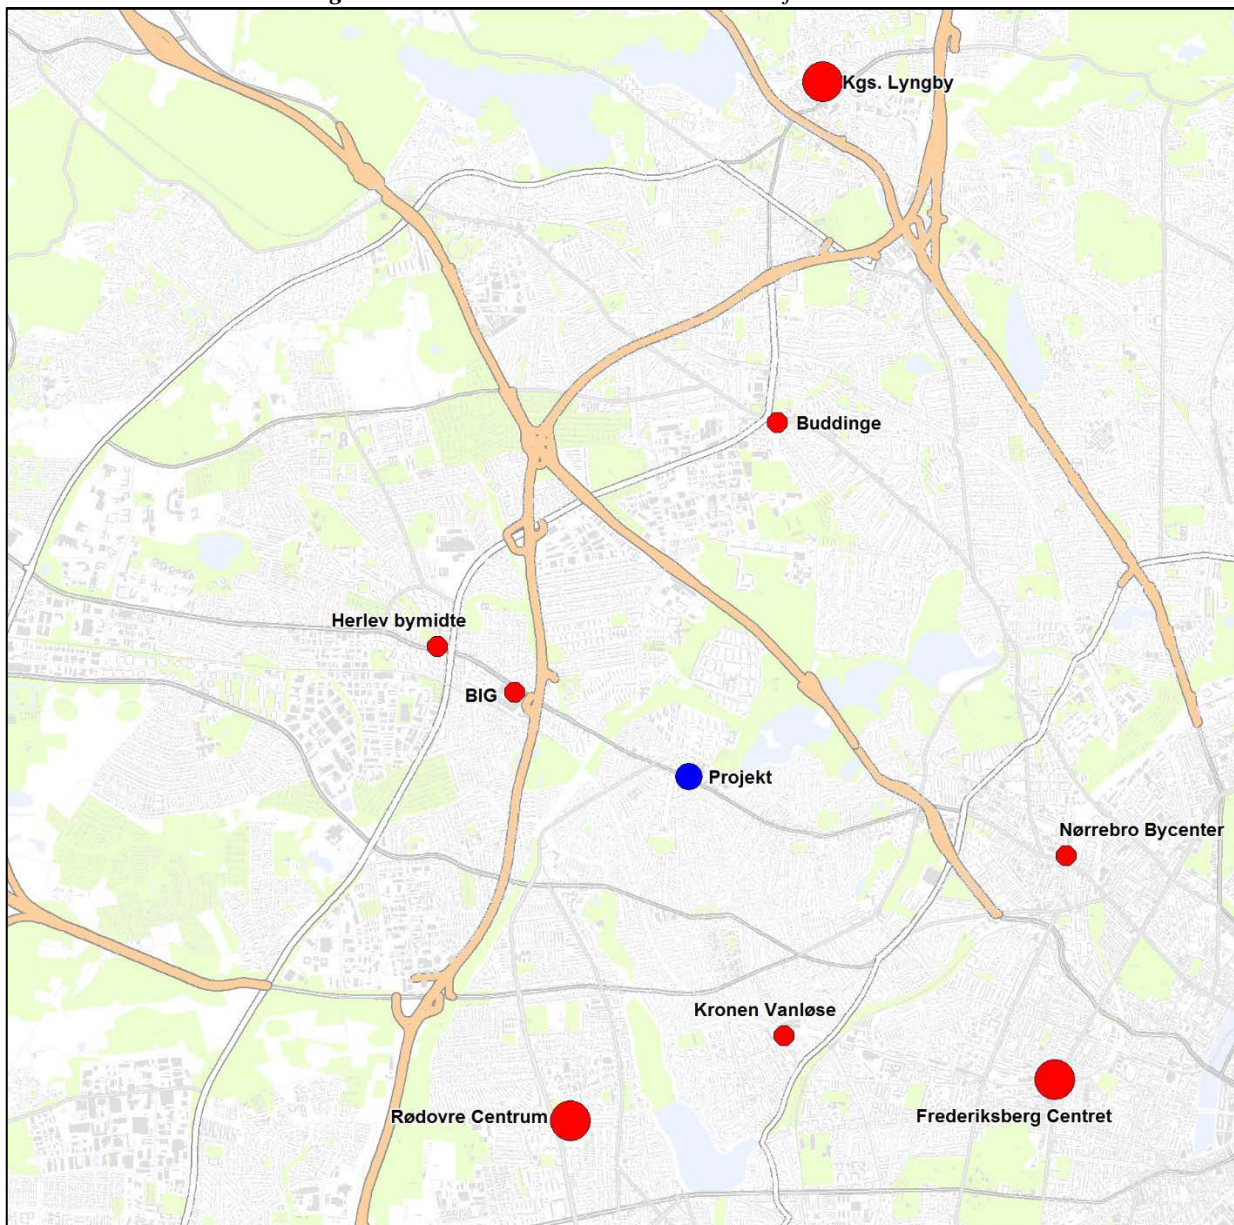 Kgs. Lyngby
Buddinge
Herlev bymidte
BIG
Projekt
Nørrebro Bycenter
Kronen Vanløse
Rødovre Centrum
Frederiksberg Centret